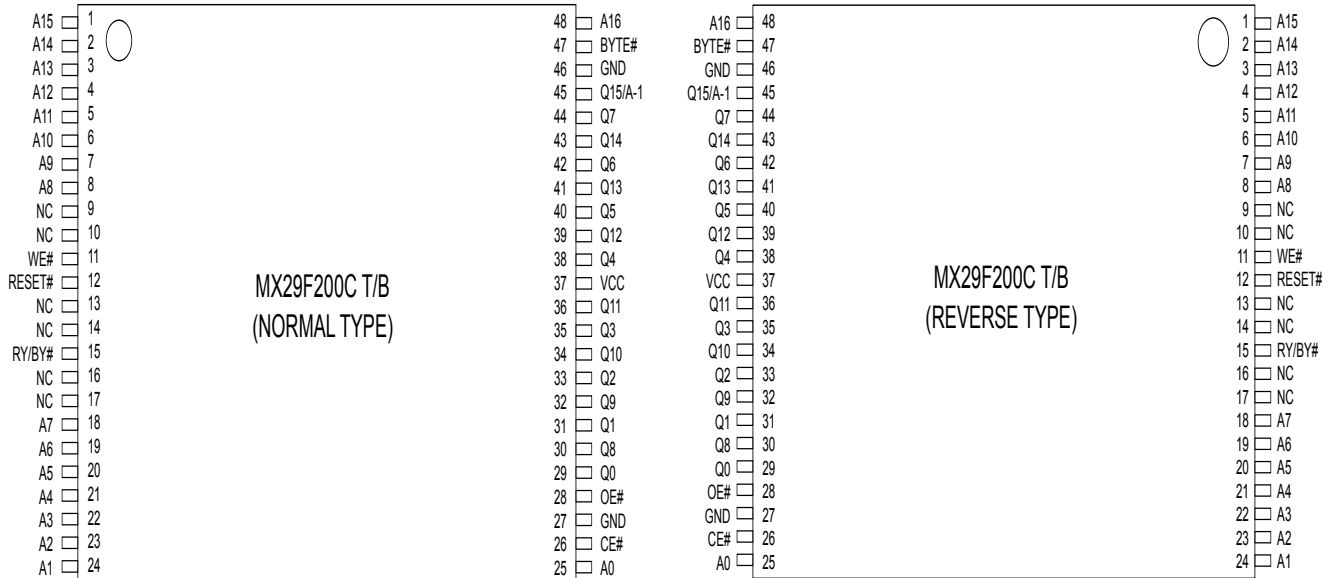 A15 1 48 A16 A16 48 1 A15
A14 2 47 BYTE# BYTE# 47 2 A14
A13 3 46 GND GND 46 3 A13
A12 4 45 Q15/A-1 Q15/A-1 45 4 A12
A11 5 44 Q7 Q7 44 5 A11
A10 6 43 Q14 Q14 43 6 A10
A9 7 42 Q6 Q6 42 7 A9
A8 8 41 Q13 Q13 41 8 A8
NC 9 40 Q5 Q5 40 9 NC
NC 10 39 Q12 Q12 39 10 NC
WE# 11 38 Q4 Q4 38 11 WE#
RESET# 12 37 VCC VCC 37 12 RESET#
MX29F200C T/B MX29F200C T/B
NC 13 36 Q11 Q11 36 13 NC
NC 14 35 Q3 Q3 35 14 NC
(NORMAL TYPE) (REVERSE TYPE)
RY/BY# 15 34 Q10 Q10 34 15 RY/BY#
NC 16 33 Q2 Q2 33 16 NC
NC 17 32 Q9 Q9 32 17 NC
A7 18 31 Q1 Q1 31 18 A7
A6 19 30 Q8 Q8 30 19 A6
A5 20 29 Q0 Q0 29 20 A5
A4 21 28 OE# OE# 28 21 A4
A3 22 27 GND GND 27 22 A3
A2 23 26 CE# CE# 26 23 A2
A1 24 25 A0 A0 25 24 A1